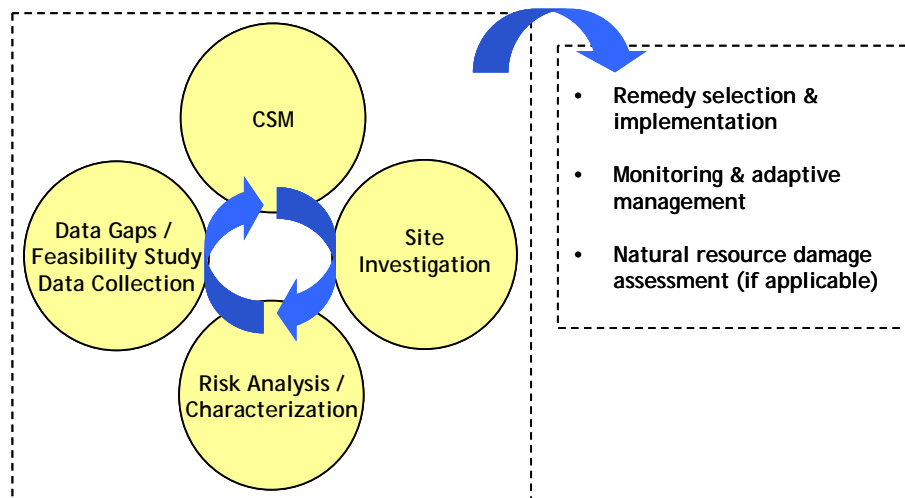 CSM
Data Gaps /
Feasibility Study
Data Collection
Site
Investigation
Risk Analysis /
Characterization
• Remedy selection &
implementation
• Monitoring & adaptive
management
• Natural resource damage
assessment (if applicable)